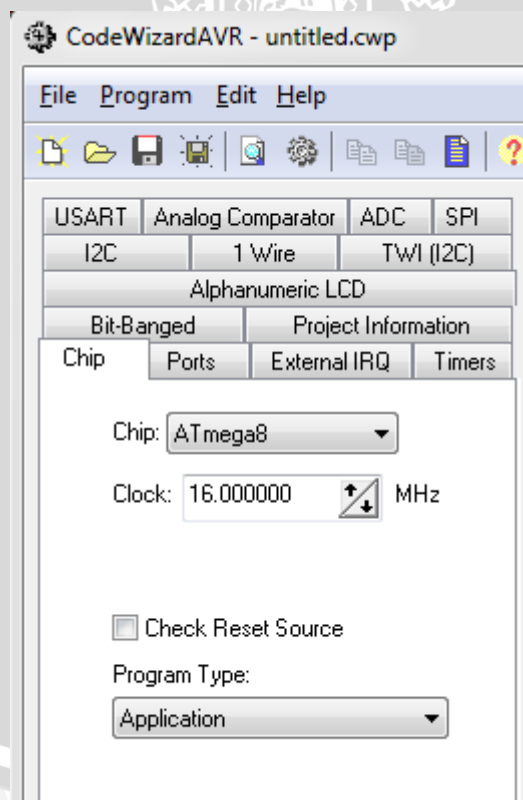 CodeWizardAVR - untitled.cwp
File Program Edit Help
USART Analog Comparator ADC SPI
I2C 1 Wire TWI (I2C)
Alphanumeric LCD
Bit-Banged Project Information
Chip Ports External IRQ Timers
Chip: ATmega8
Clock: 16.000000 MHz
Check Reset Source
Program Type:
Application